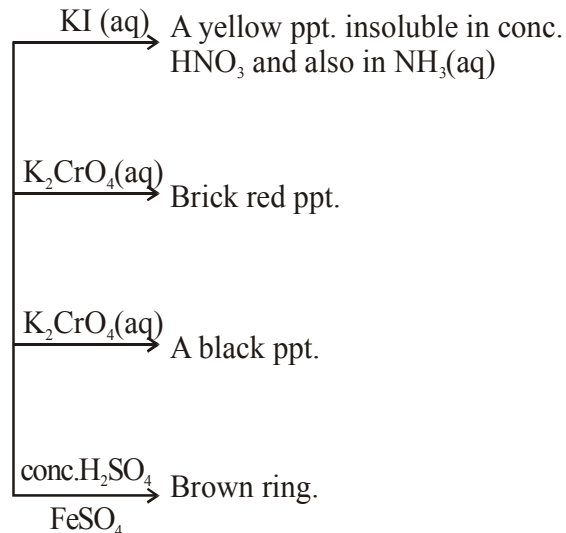 KI (aq)
A yellow ppt. insoluble in conc.
HNO₃ and also in NH₃(aq)
K₂CrO₄(aq)
Brick red ppt.
K₂CrO₄(aq)
A black ppt.
conc.H₂SO₄
Brown ring.
FeSO₄